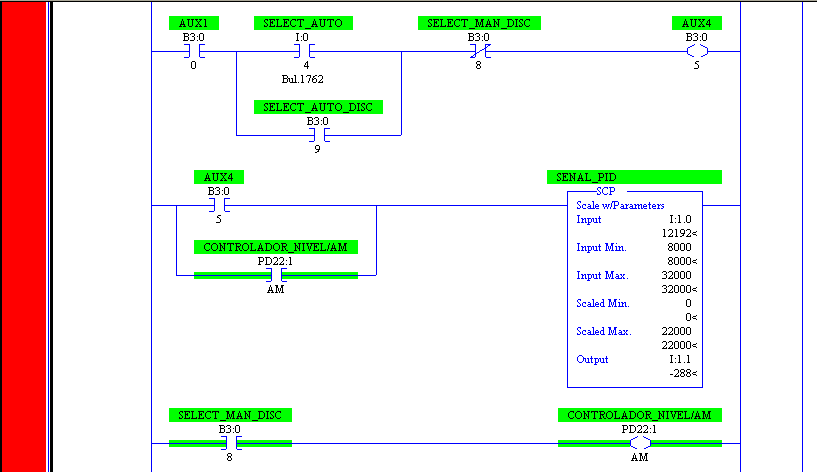 AUX1 SELECT_AUTO SELECT_MAN_DISC AUX4
B3:0 I:0 B3:0 B3:0
0 4 8 5
Bul.1762
SELECT_AUTO_DISC
B3:0
9
AUX4 SENAL_PID
B3:0 SCP
5 Scale w/Parameters
Input I:1.0
12192<
CONTROLADOR_NIVEL/AM
PD22:1
AM
Input Min. 8000
8000<
Input Max. 32000
32000<
Scaled Min. 0
0<
Scaled Max. 22000
22000<
Output I:1.1
-288<
SELECT_MAN_DISC CONTROLADOR_NIVEL/AM
B3:0 PD22:1
8 AM